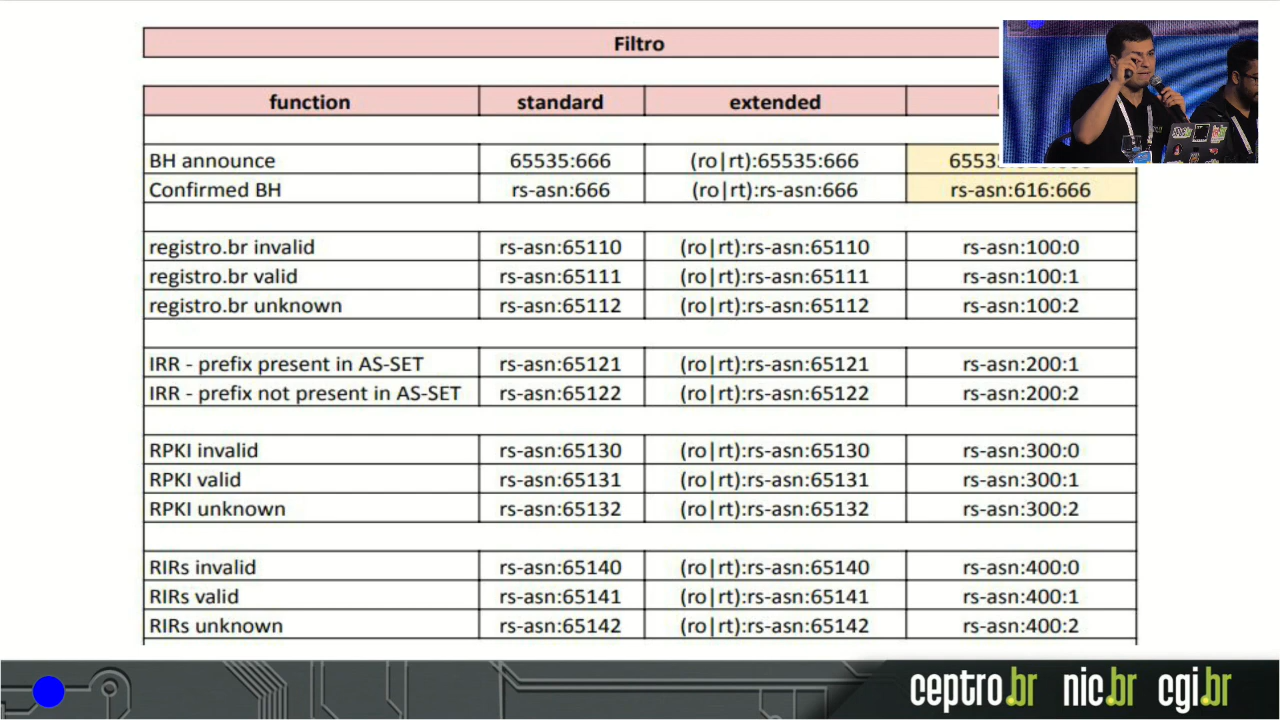 Filtro
function standard extended
BH announce 65535:666 (ro|rt):65535:666
Confirmed BH rs-asn:666 (ro|rt):rs-asn:666 rs-asn:616:666
registro.br invalid rs-asn:65110 (ro|rt):rs-asn:65110 rs-asn:100:0
registro.br valid rs-asn:65111 (ro|rt):rs-asn:65111 rs-asn:100:1
registro.br unknown rs-asn:65112 (ro|rt):rs-asn:65112 rs-asn:100:2
IRR - prefix present in AS-SET rs-asn:65121 (ro|rt):rs-asn:65121 rs-asn:200:1
IRR - prefix not present in AS-SET rs-asn:65122 (ro|rt):rs-asn:65122 rs-asn:200:2
RPKI invalid rs-asn:65130 (ro|rt):rs-asn:65130 rs-asn:300:0
RPKI valid rs-asn:65131 (ro|rt):rs-asn:65131 rs-asn:300:1
RPKI unknown rs-asn:65132 (ro|rt):rs-asn:65132 rs-asn:300:2
RIRs invalid rs-asn:65140 (ro|rt):rs-asn:65140 rs-asn:400:0
RIRs valid rs-asn:65141 (ro|rt):rs-asn:65141 rs-asn:400:1
RIRs unknown rs-asn:65142 (ro|rt):rs-asn:65142 rs-asn:400:2
ceptro.br nic.br cgi.br